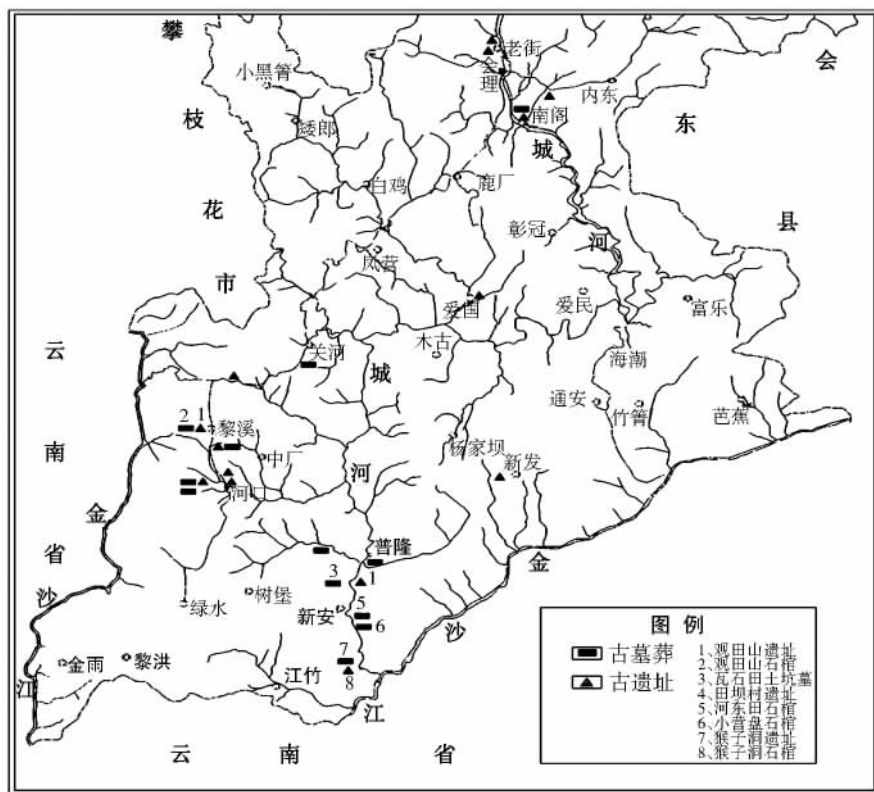 攀 枝 花 市
会
东
县
小黑箐
矮郎
老街
会理
内东
南阁
城 河
白鸡
鹿厂
彰冠
凤营
爱国
爱民
富乐
木古
海潮
关河
城 河
云 南 省
通安
竹箐
芭蕉
2 1
黎溪
中厂
杨家坝
新发
河口
金 沙 江
普隆
3 1
绿水
树堡
新安
5
6
金 沙 江
金雨
黎洪
7
8
江竹
云 南 省
图 例
古墓葬
古遗址
1、观田山遗址
2、观田山石棺
3、瓦石田土坑墓
4、田坝村遗址
5、河东田石棺
6、小营盘石棺
7、猴子洞遗址
8、猴子洞石棺